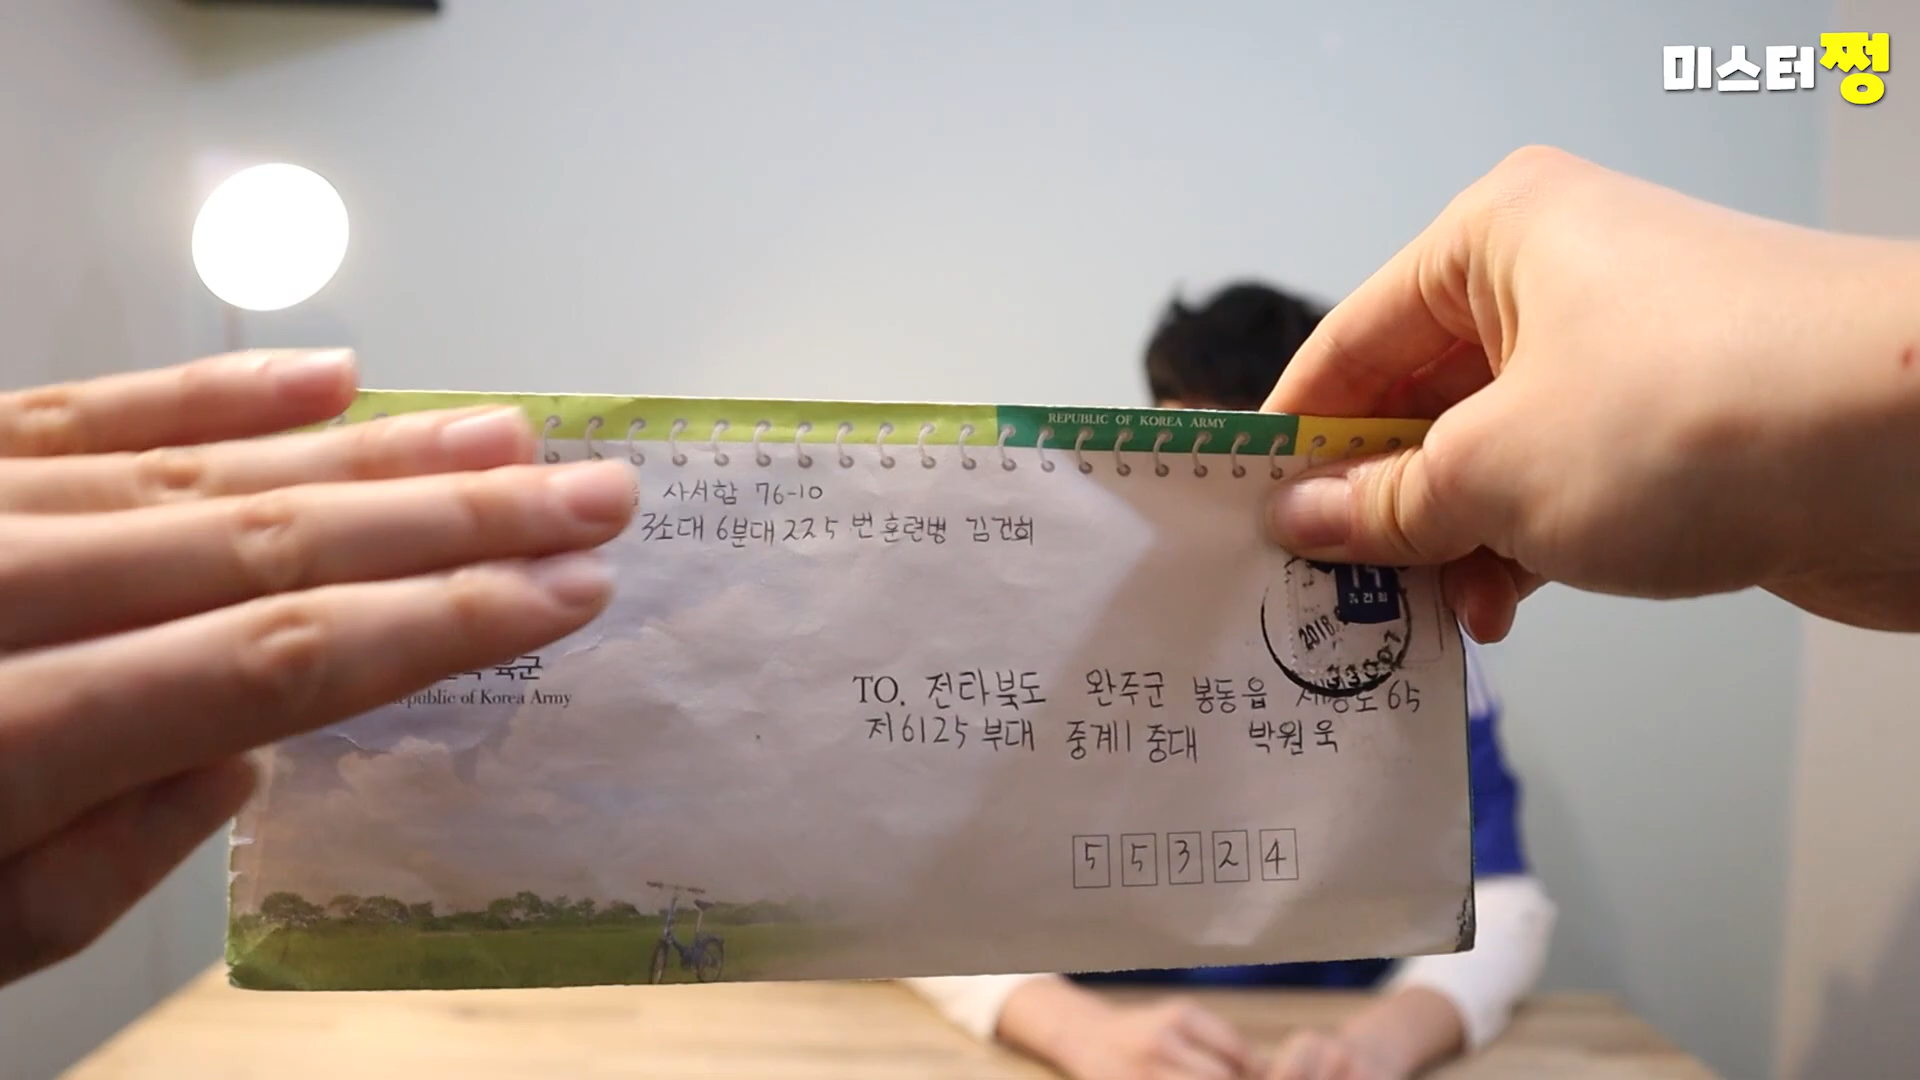 미스터쩡
REPUBLIC OF KOREA ARMY
사서함 76-10
3소대 6분대 225번 훈련병 김건희
육군
Republic of Korea Army
TO. 전라북도 완주군 봉동읍 65
제6125부대 중계1중대 박원욱
2018.
55324